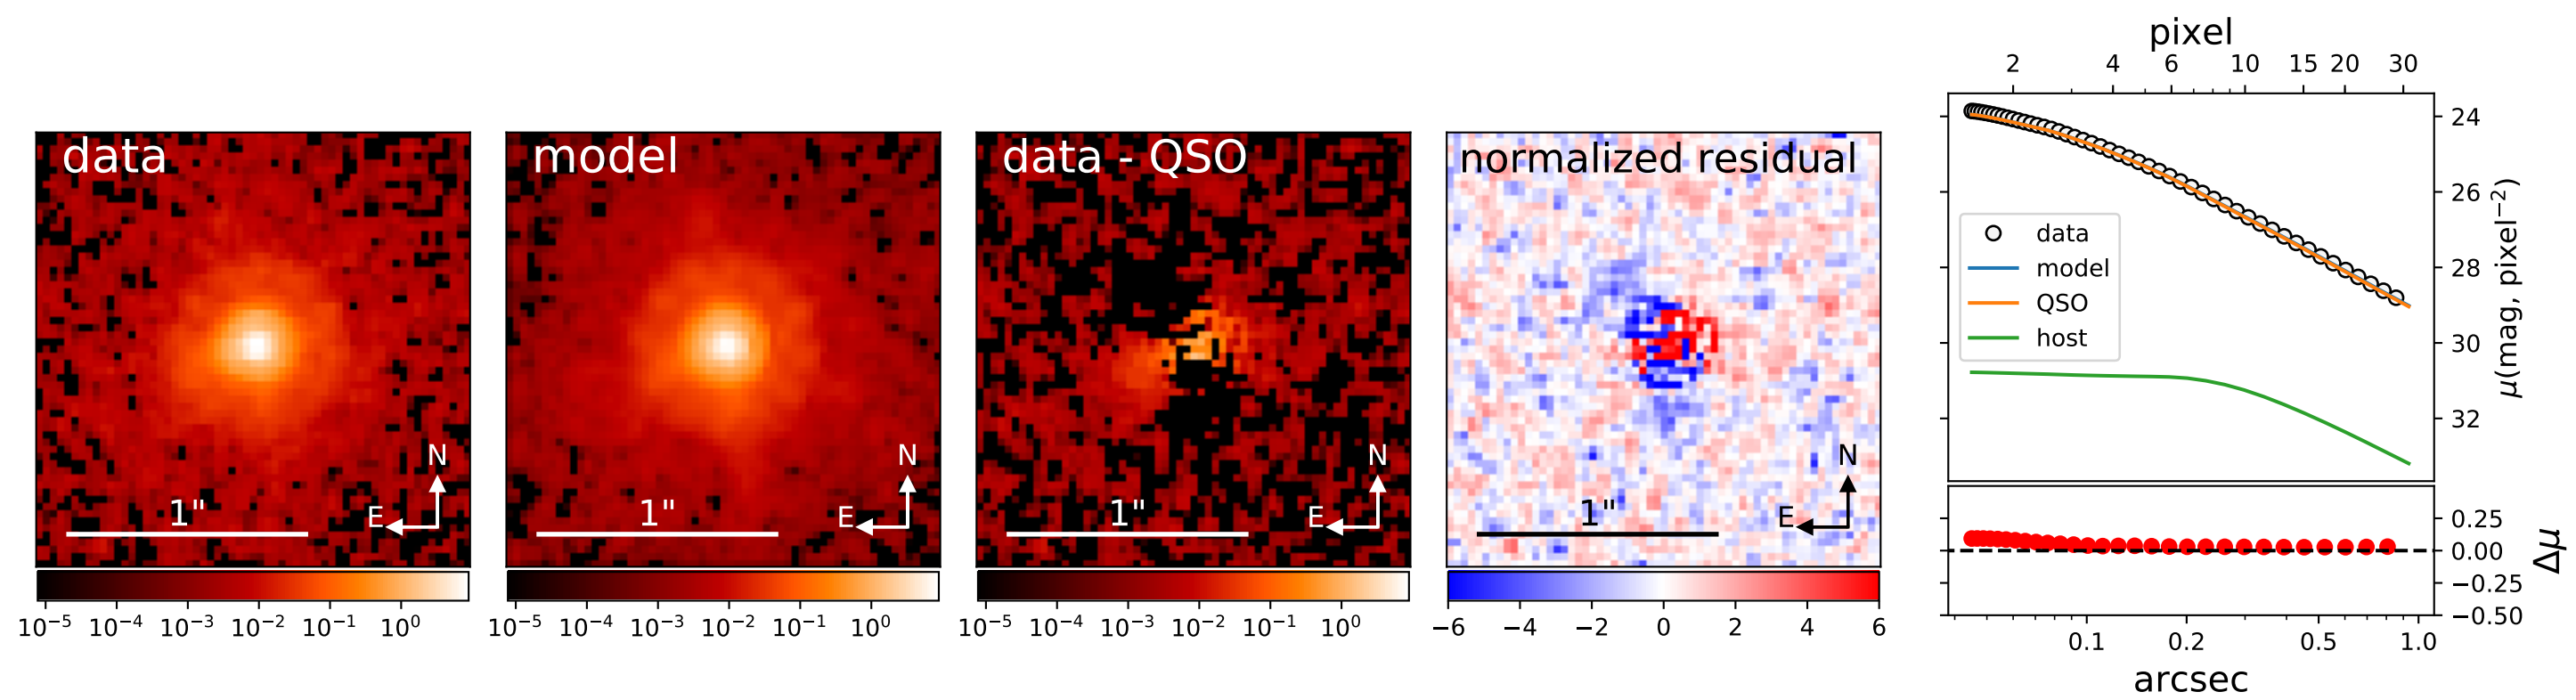 data
N
E
1"
10⁻⁵ 10⁻⁴ 10⁻³ 10⁻² 10⁻¹ 10⁰
model
N
E
1"
10⁻⁵ 10⁻⁴ 10⁻³ 10⁻² 10⁻¹ 10⁰
data - QSO
N
E
1"
10⁻⁵ 10⁻⁴ 10⁻³ 10⁻² 10⁻¹ 10⁰
normalized residual
N
E
1"
−6 −4 −2 0 2 4 6
pixel
2 4 6 10 15 20 30
24
26
28
30
32
μ(mag, pixel⁻²)
data
model
QSO
host
0.25
0.00
−0.25
−0.50
Δμ
0.1 0.2 0.5 1.0
arcsec